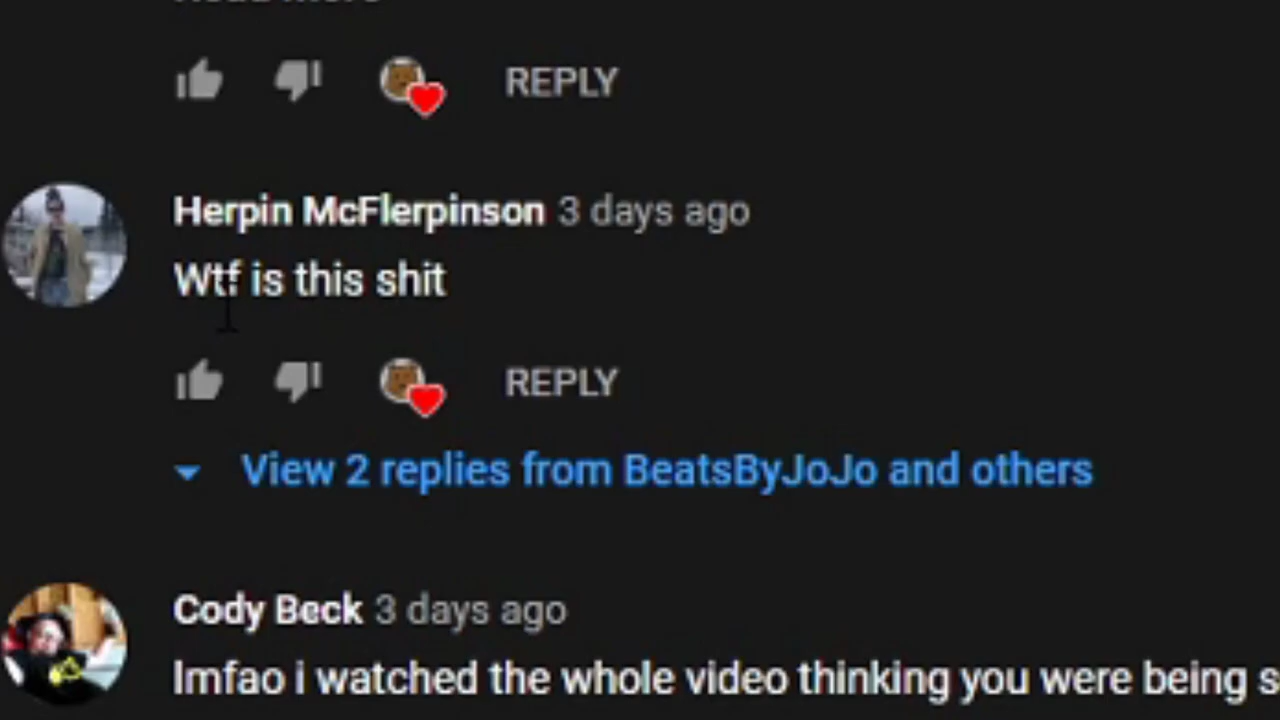 REPLY
Herpin McFlerpinson 3 days ago
Wtf is this shit
REPLY
View 2 replies from BeatsByJoJo and others
Cody Beck 3 days ago
lmfao i watched the whole video thinking you were being